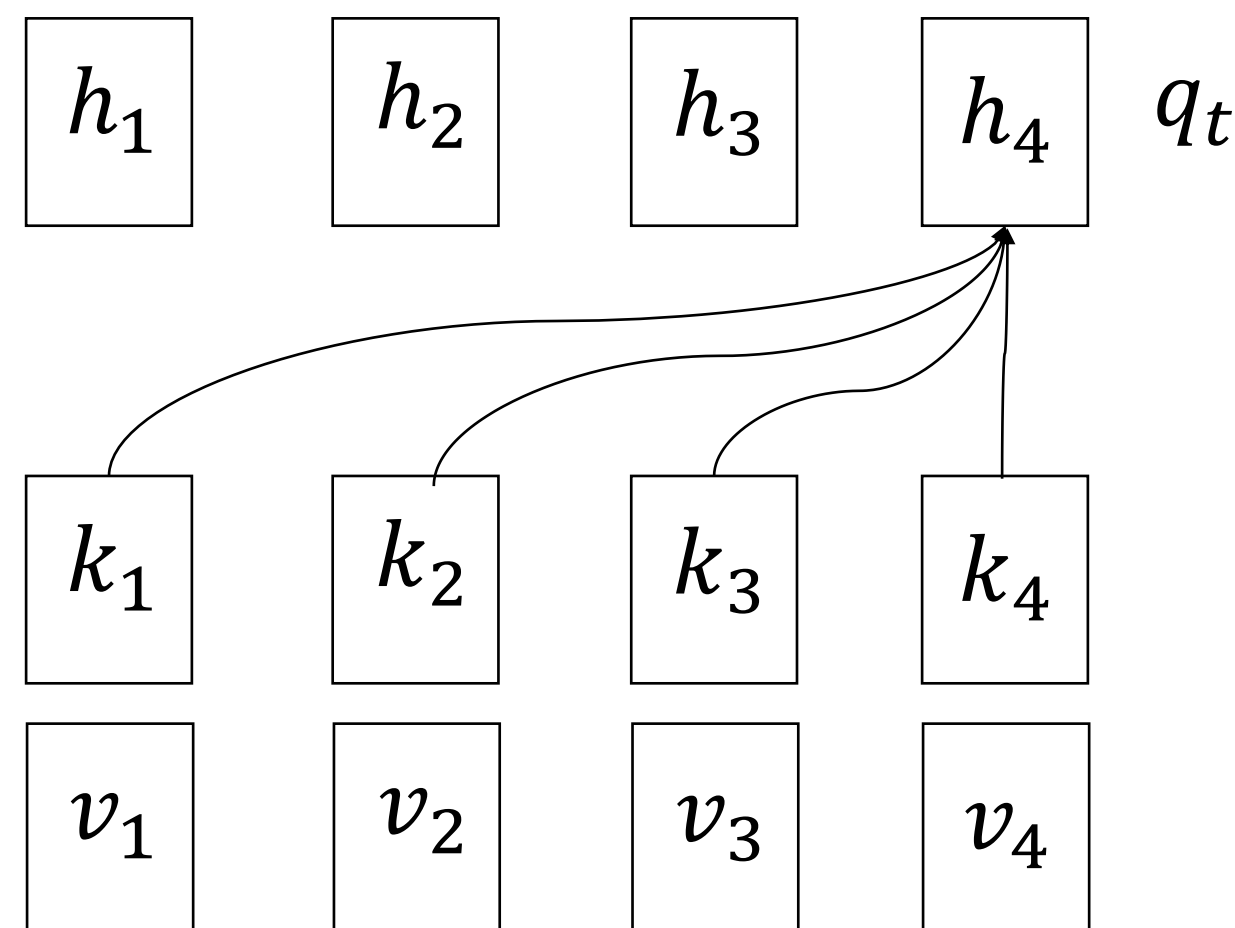 h₁ h₂ h₃ h₄ qₜ
k₁ k₂ k₃ k₄
v₁ v₂ v₃ v₄